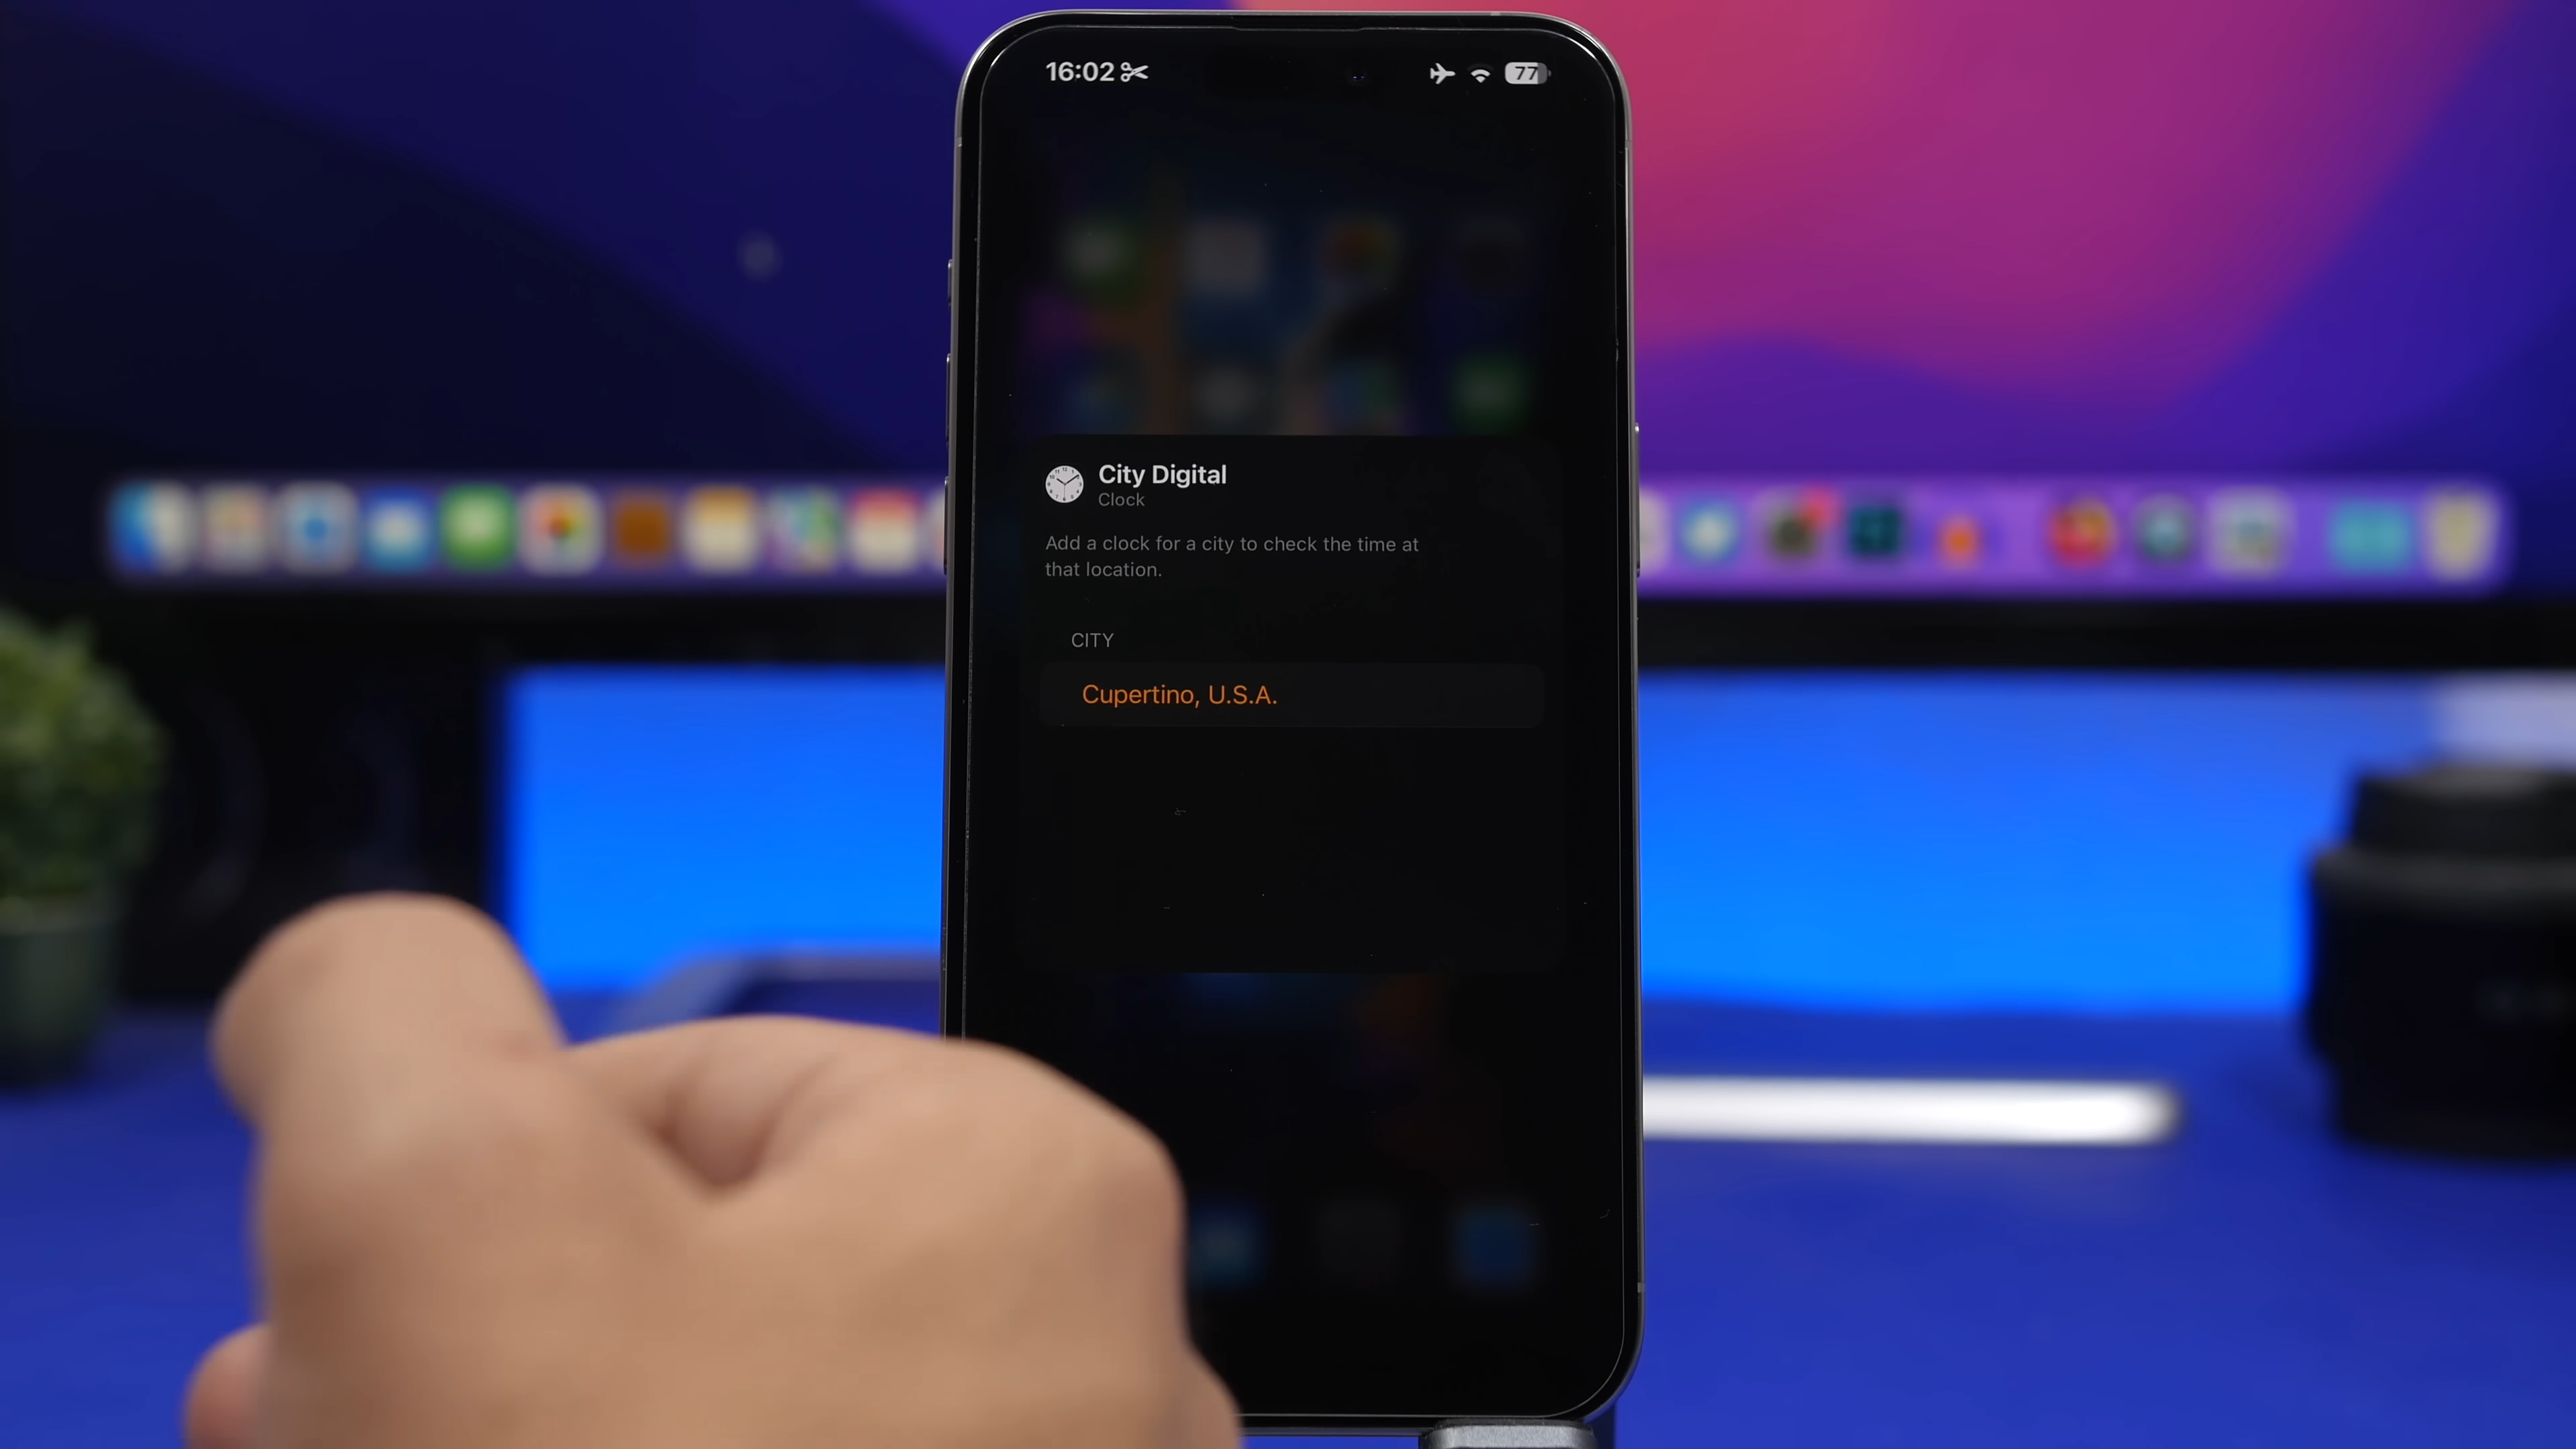 16:02
77
City Digital
Clock
Add a clock for a city to check the time at
that location.
CITY
Cupertino, U.S.A.